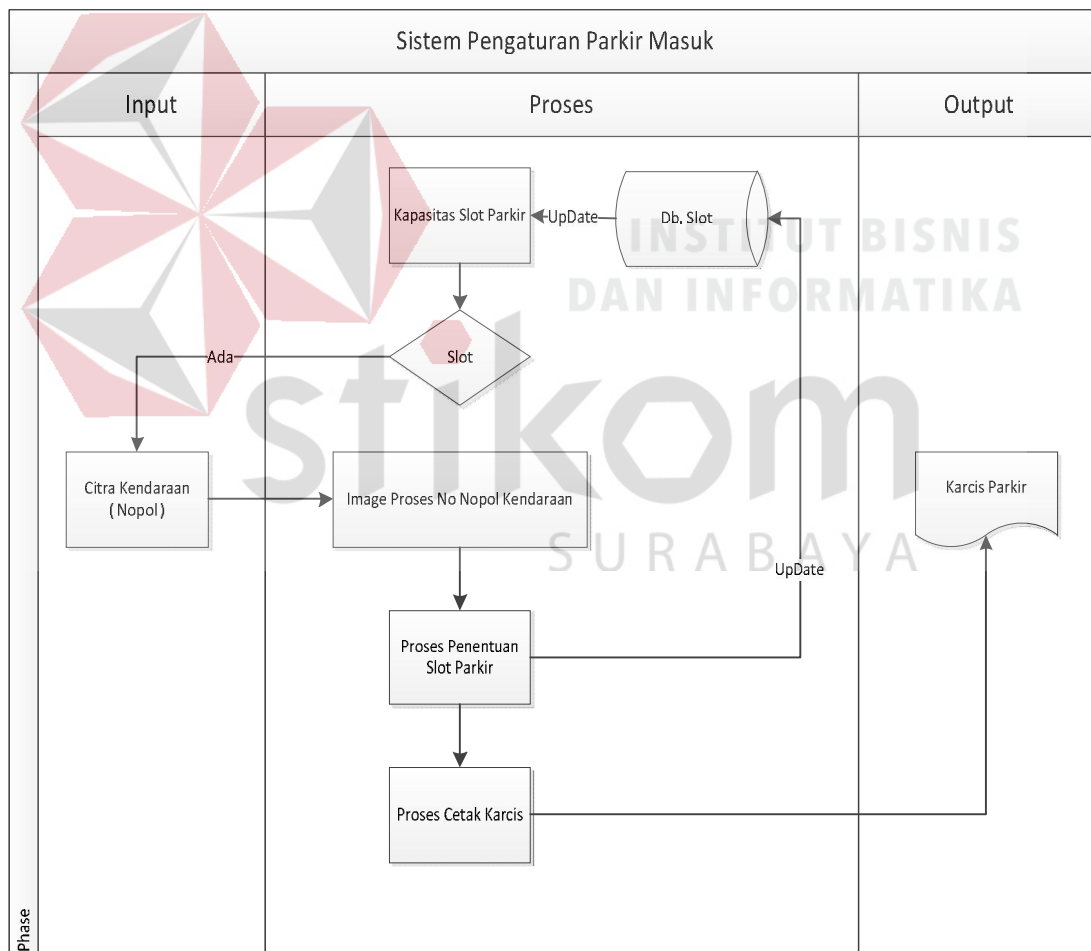 Sistem Pengaturan Parkir Masuk
Input
Proses
Output
Kapasitas Slot Parkir
UpDate
Db. Slot
INSTITUT BISNIS
DAN INFORMATIKA
Ada
Slot
stikom
Citra Kendaraan
( Nopol )
Image Proses No Nopol Kendaraan
Karcis Parkir
SURABAYA
UpDate
Proses Penentuan
Slot Parkir
Proses Cetak Karcis
Phase